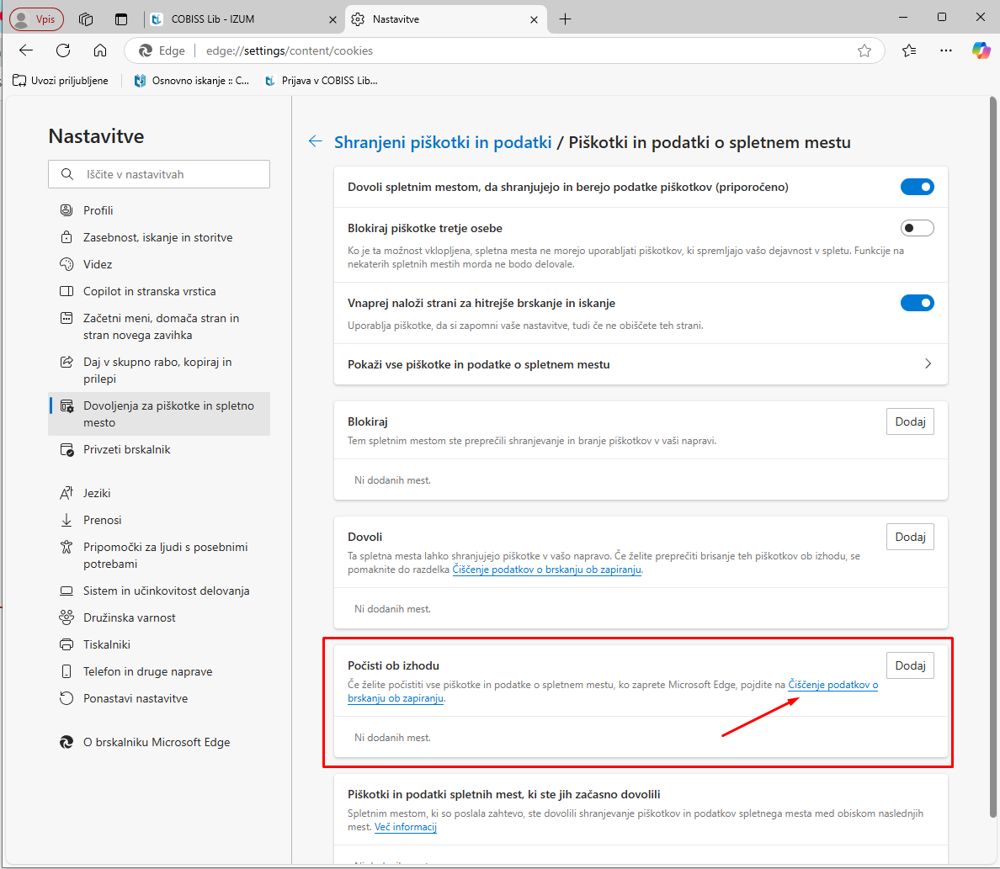 Vpis
COBISS Lib - IZUM
Nastavitve
Edge
edge://settings/content/cookies
Uvozi priljubljene
Osnovno iskanje :: C...
Prijava v COBISS Lib...
Nastavitve
Iščite v nastavitvah
Profili
Zasebnost, iskanje in storitve
Videz
Copilot in stranska vrstica
Začetni meni, domača stran in
stran novega zavihka
Daj v skupno rabo, kopiraj in
prilepi
Dovoljenja za piškotke in spletno
mesto
Privzeti brskalnik
Jeziki
Prenosi
Pripomočki za ljudi s posebnimi
potrebami
Sistem in učinkovitost delovanja
Družinska varnost
Tiskalniki
Telefon in druge naprave
Ponastavi nastavitve
O brskalniku Microsoft Edge
Shranjeni piškotki in podatki / Piškotki in podatki o spletnem mestu
Dovoli spletnim mestom, da shranjujejo in berejo podatke piškotkov (priporočeno)
Blokiraj piškotke tretje osebe
Ko je ta možnost vklopljena, spletna mesta ne morejo uporabljati piškotkov, ki spremljajo vašo dejavnost v spletu. Funkcije na
nekaterih spletnih mestih morda ne bodo delovale.
Vnaprej naloži strani za hitrejše brskanje in iskanje
Uporablja piškotke, da si zapomni vaše nastavitve, tudi če ne obiščete teh strani.
Pokaži vse piškotke in podatke o spletnem mestu
Blokiraj
Dodaj
Tem spletnim mestom ste preprečili shranjevanje in branje piškotkov v vaši napravi.
Ni dodanih mest.
Dovoli
Dodaj
Ta spletna mesta lahko shranjujejo piškotke v vašo napravo. Če želite preprečiti brisanje teh piškotkov ob izhodu, se
pomaknite do razdelka Čiščenje podatkov o brskanju ob zapiranju.
Ni dodanih mest.
Počisti ob izhodu
Dodaj
Če želite počistiti vse piškotke in podatke o spletnem mestu, ko zaprete Microsoft Edge, pojdite na Čiščenje podatkov o
brskanju ob zapiranju.
Ni dodanih mest.
Piškotki in podatki spletnih mest, ki ste jih začasno dovolili
Spletnim mestom, ki so poslala zahtevo, ste dovolili shranjevanje piškotkov in podatkov spletnega mesta med obiskom naslednjih
mest. Več informacij